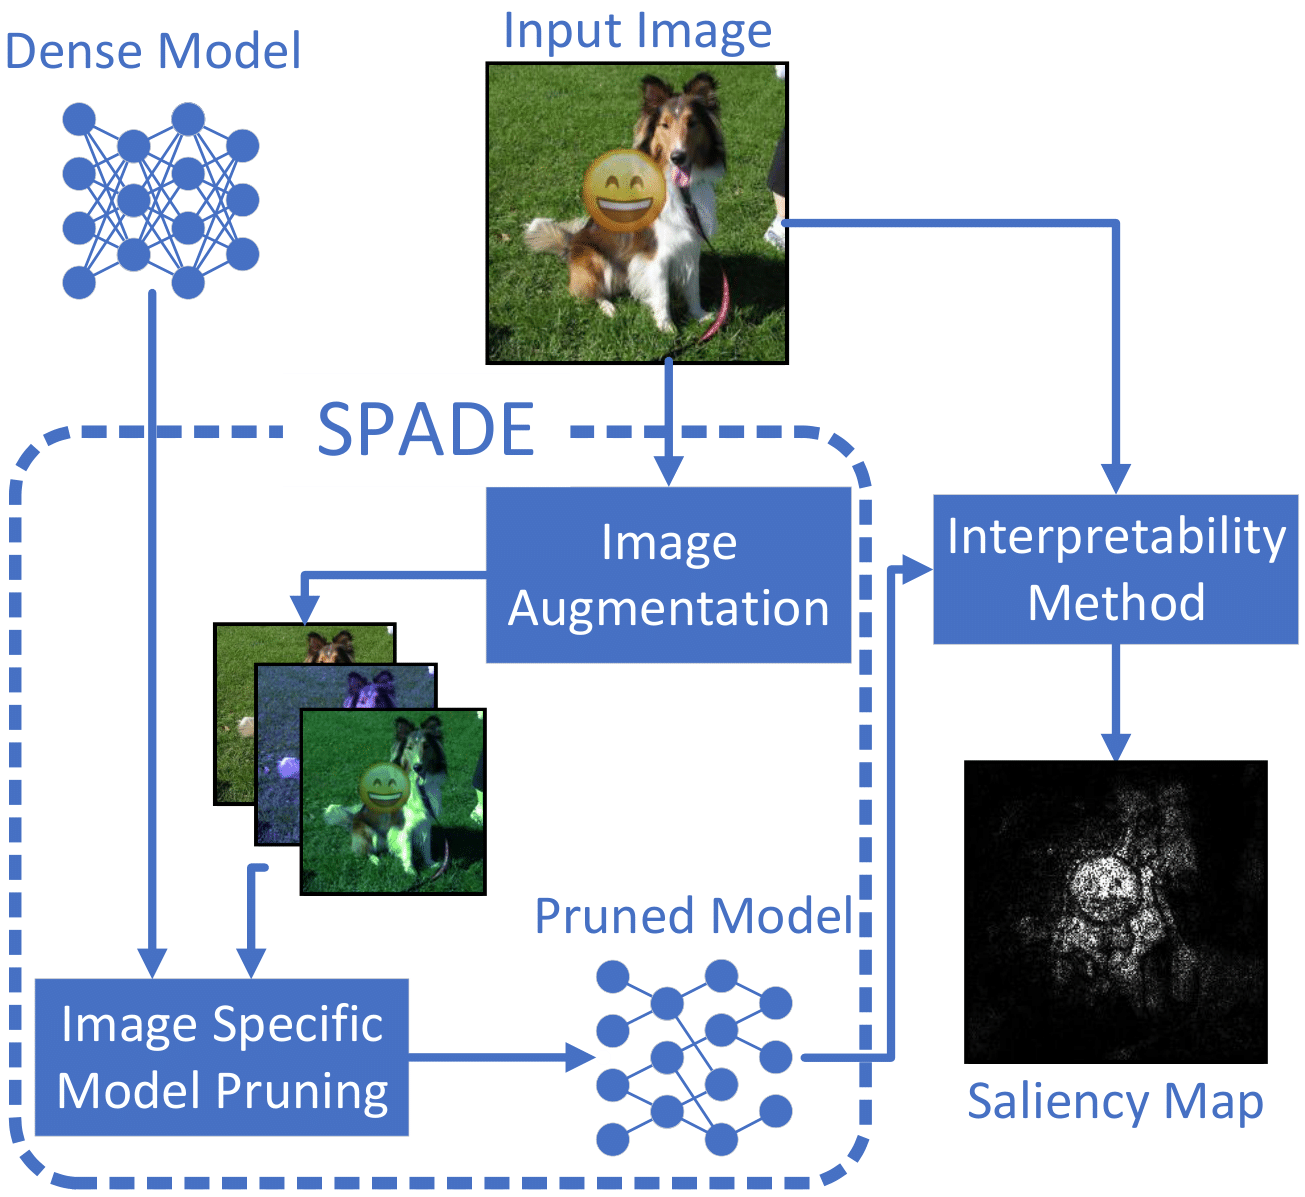 Dense Model
Input Image
SPADE
Image
Augmentation
Interpretability
Method
Pruned Model
Image Specific
Model Pruning
Saliency Map